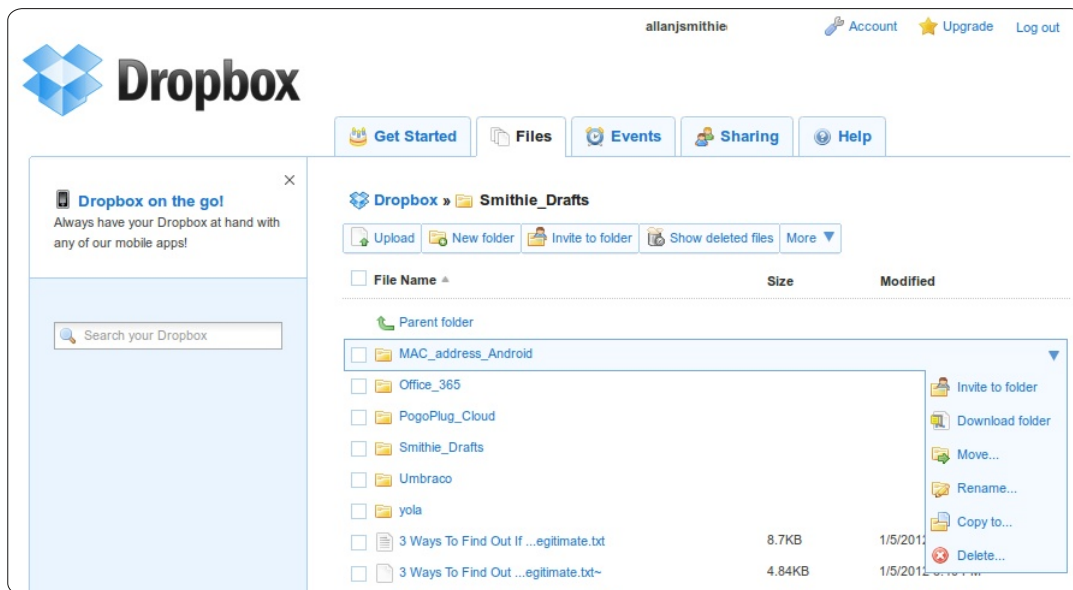 allanjsmithie Account Upgrade Log out
Dropbox
Get Started Files Events Sharing Help
Dropbox on the go!
Always have your Dropbox at hand with
any of our mobile apps!
Search your Dropbox
Dropbox » Smithie_Drafts
Upload New folder Invite to folder Show deleted files More
File Name Size Modified
Parent folder
MAC_address_Android
Office_365
PogoPlug_Cloud
Smithie_Drafts
Umbraco
yola
3 Ways To Find Out If ...egitimate.txt 8.7KB 1/5/2012
3 Ways To Find Out ...egitimate.txt~ 4.84KB 1/5/2012
Invite to folder
Download folder
Move...
Rename...
Copy to...
Delete...